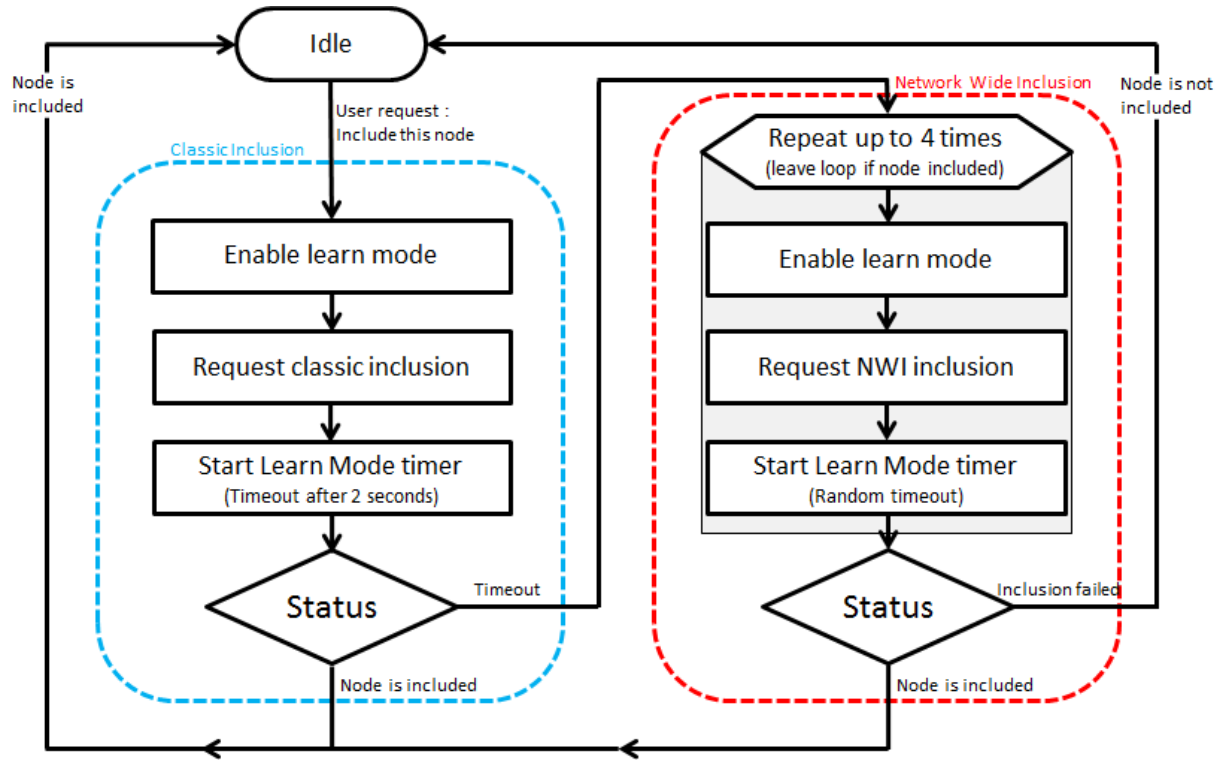 Idle
Node is
included
User request :
Include this node
Classic Inclusion
Enable learn mode
Request classic inclusion
Start Learn Mode timer
(Timeout after 2 seconds)
Status
Timeout
Node is included
Network Wide Inclusion
Node is not
included
Repeat up to 4 times
(leave loop if node included)
Enable learn mode
Request NWI inclusion
Start Learn Mode timer
(Random timeout)
Status
Inclusion failed
Node is included